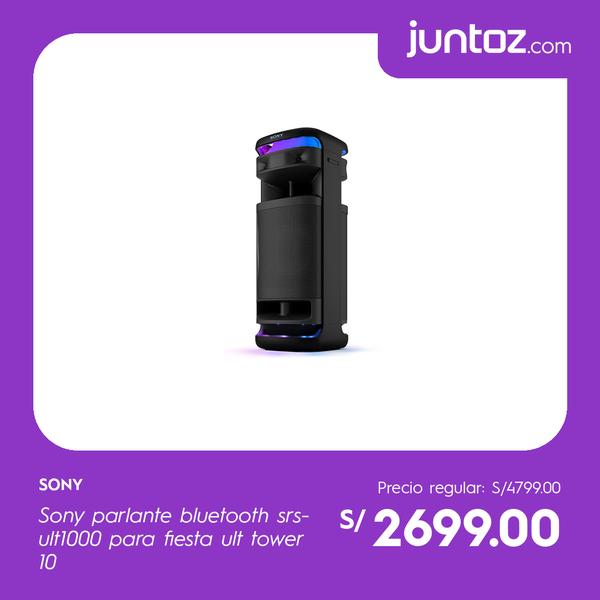 juntoz.com
SONY
SONY
Precio regular: S/4799.00
Sony parlante bluetooth srs-
ult1000 para fiesta ult tower
10
S/ 2699.00